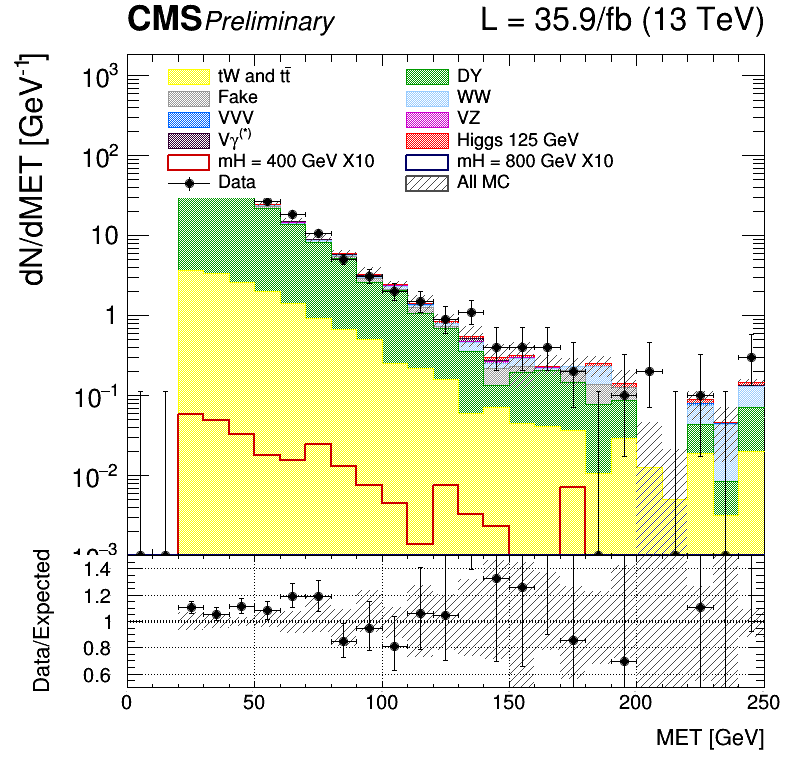 CMS Preliminary L = 35.9/fb (13 TeV)
dN/dMET [GeV⁻¹]
10³
10²
10
1
10⁻¹
10⁻²
10⁻³
tW and tt̄ DY
Fake WW
VVV VZ
Vγ⁽*⁾ Higgs 125 GeV
mH = 400 GeV X10 mH = 800 GeV X10
Data All MC
Data/Expected
1.4
1.2
1
0.8
0.6
0 50 100 150 200 250
MET [GeV]